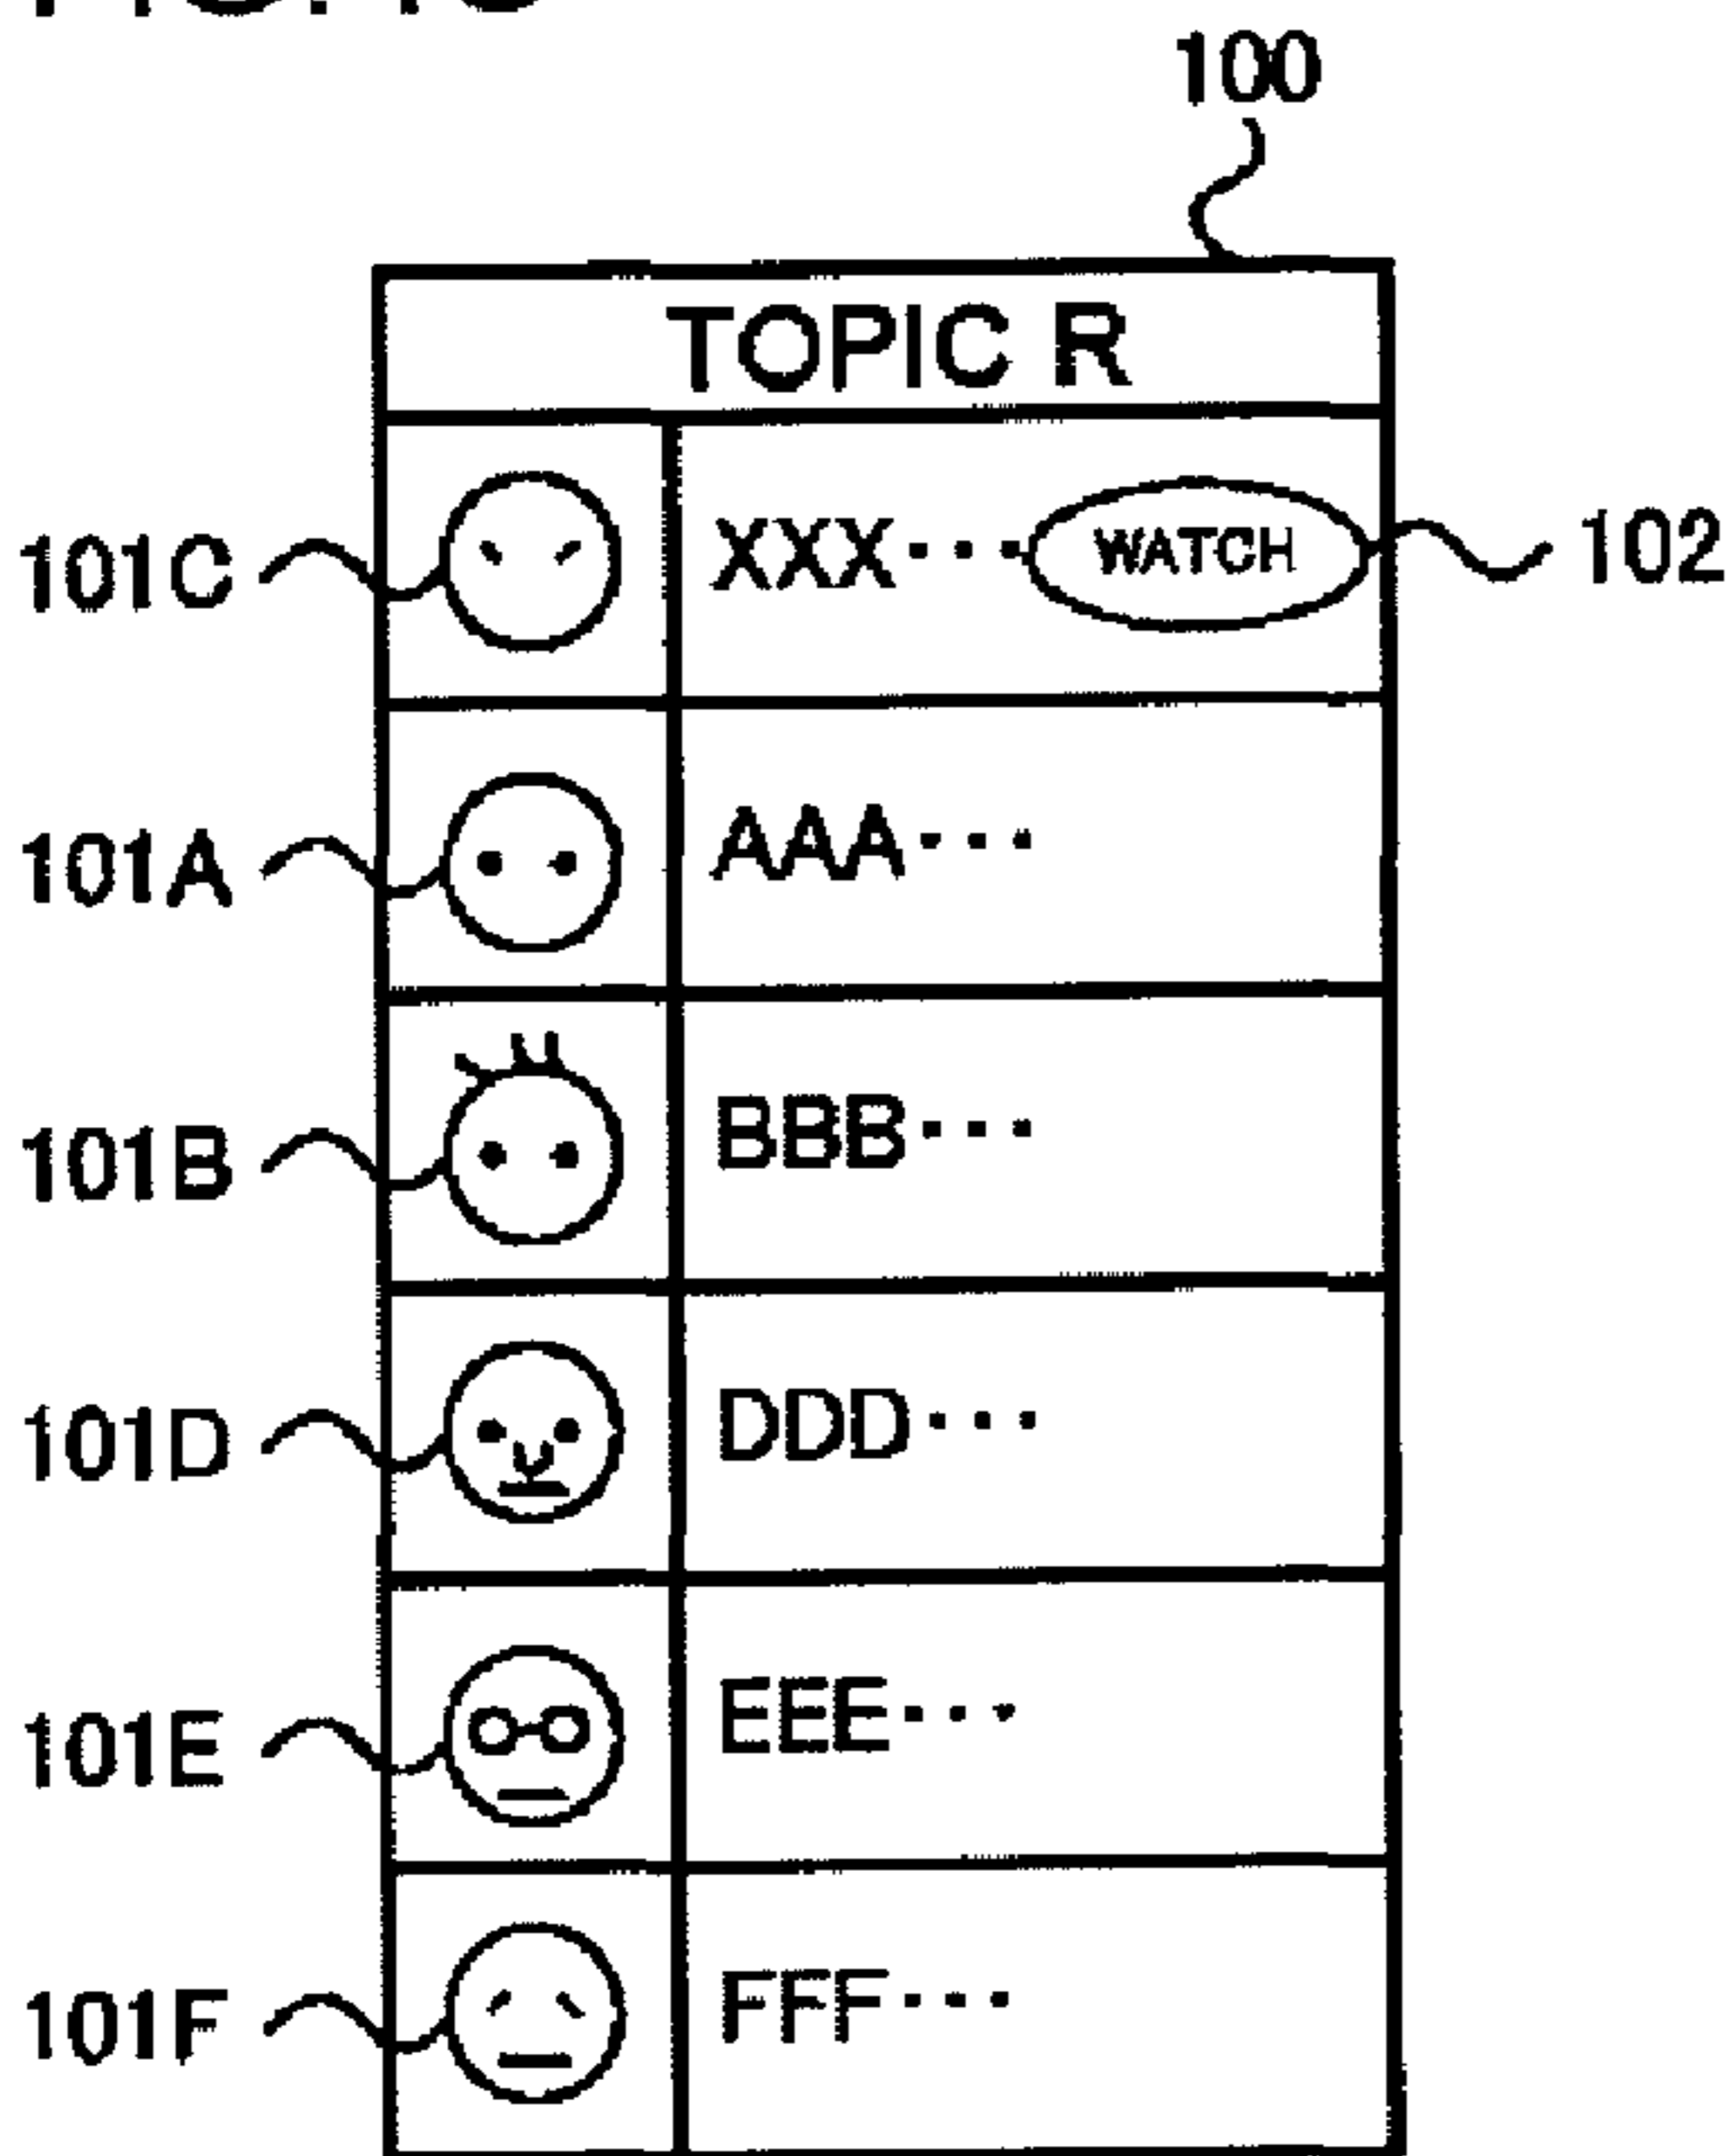 100
TOPIC R
101C XXX··· WATCH 102
101A AAA···
101B BBB···
101D DDD···
101E EEE···
101F FFF···